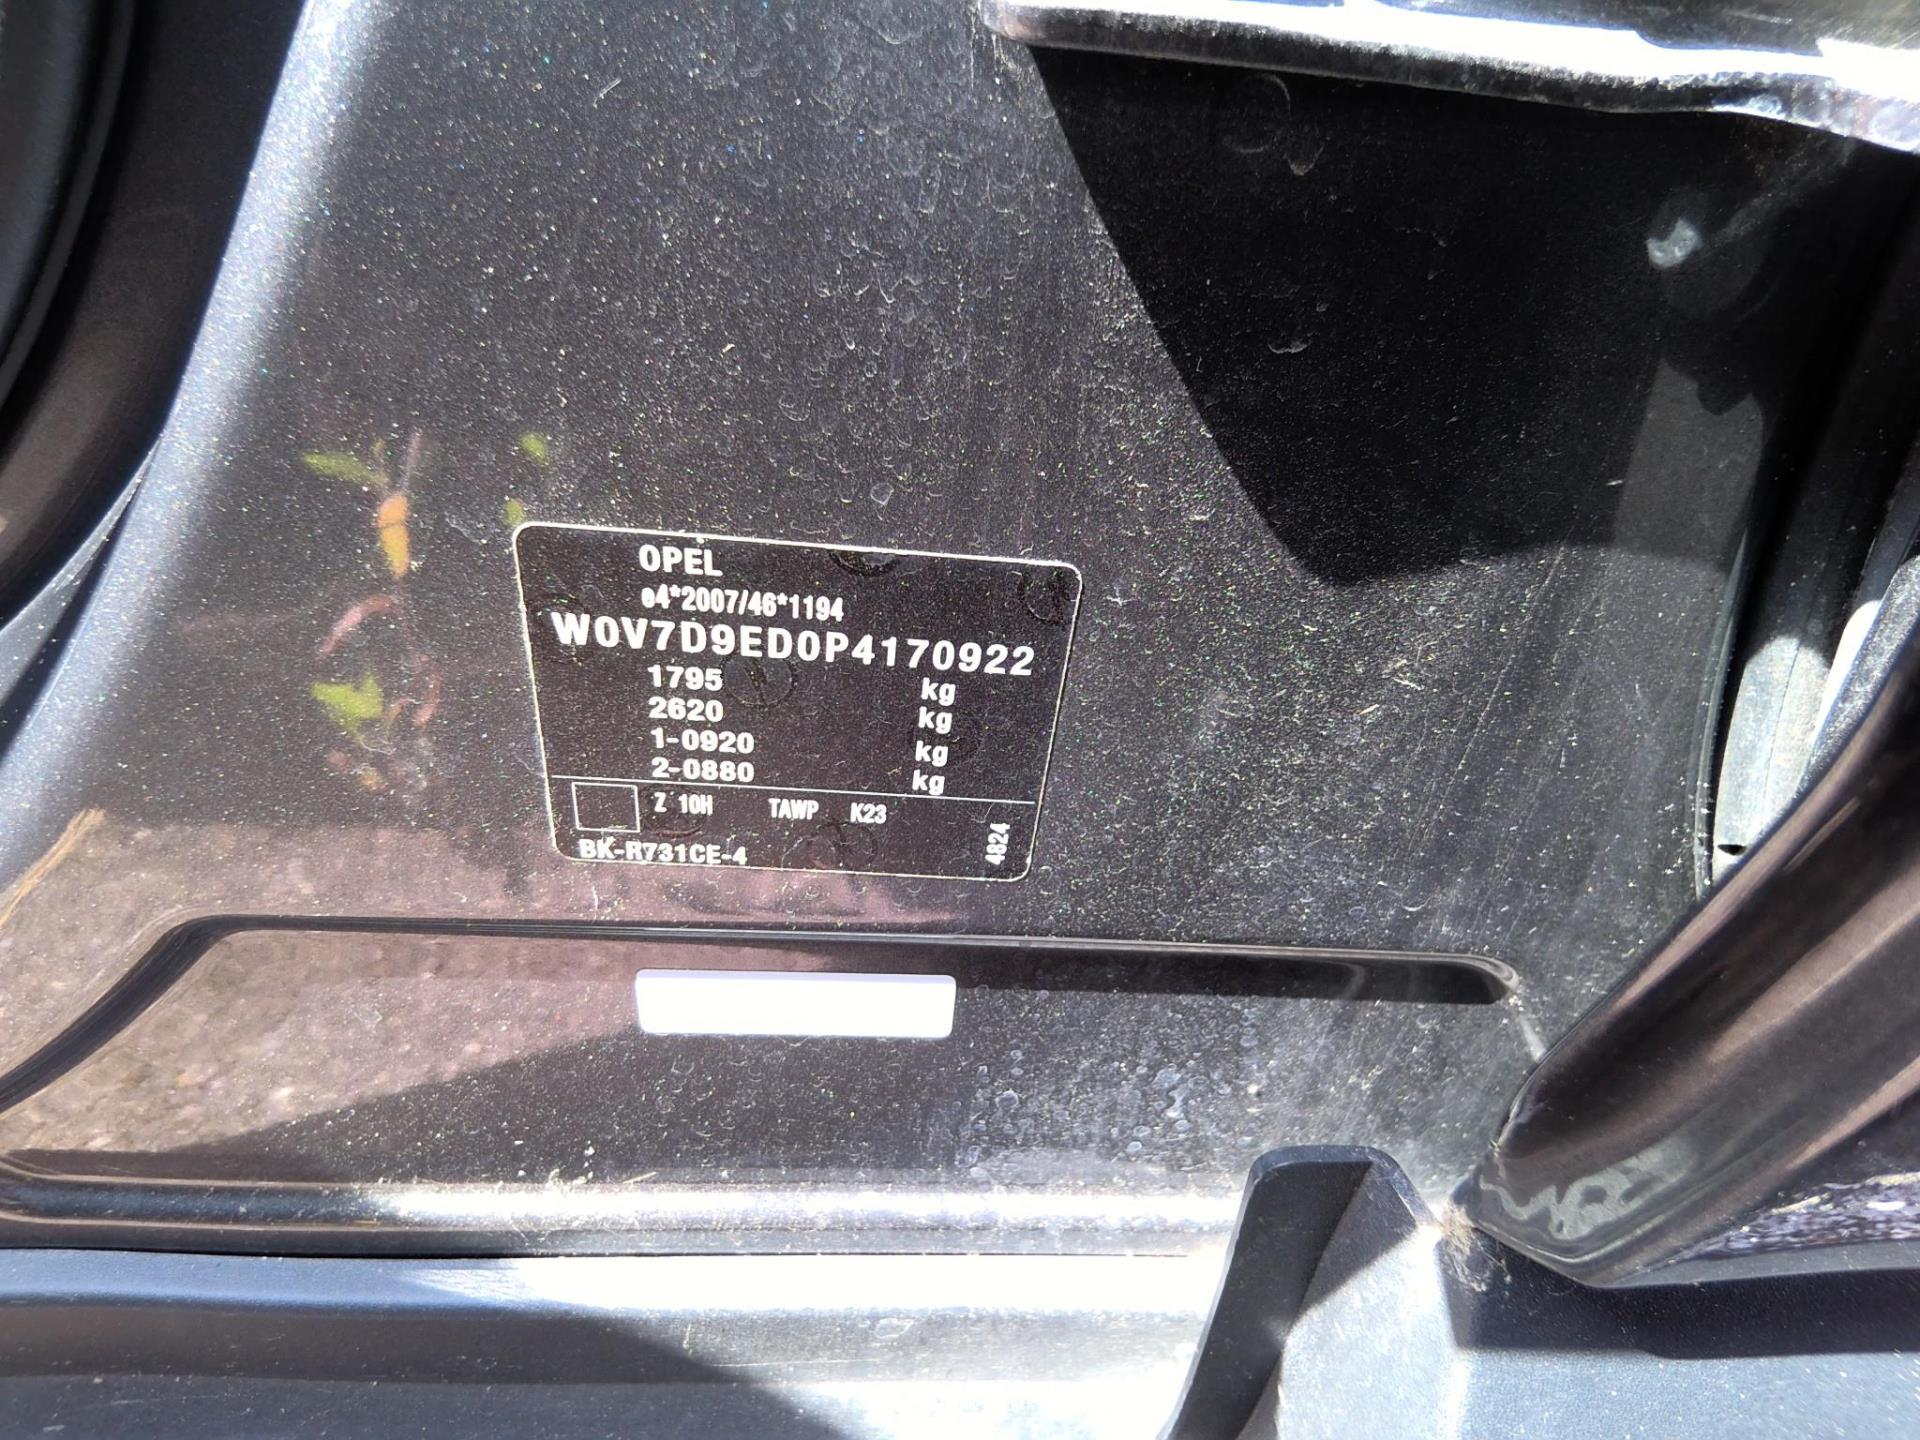 OPEL
e4*2007/46*1194
W0V7D9ED0P4170922
1795 kg
2620 kg
1-0920 kg
2-0880 kg
Z 10H TAWP K23
BK-R731CE-4
4824